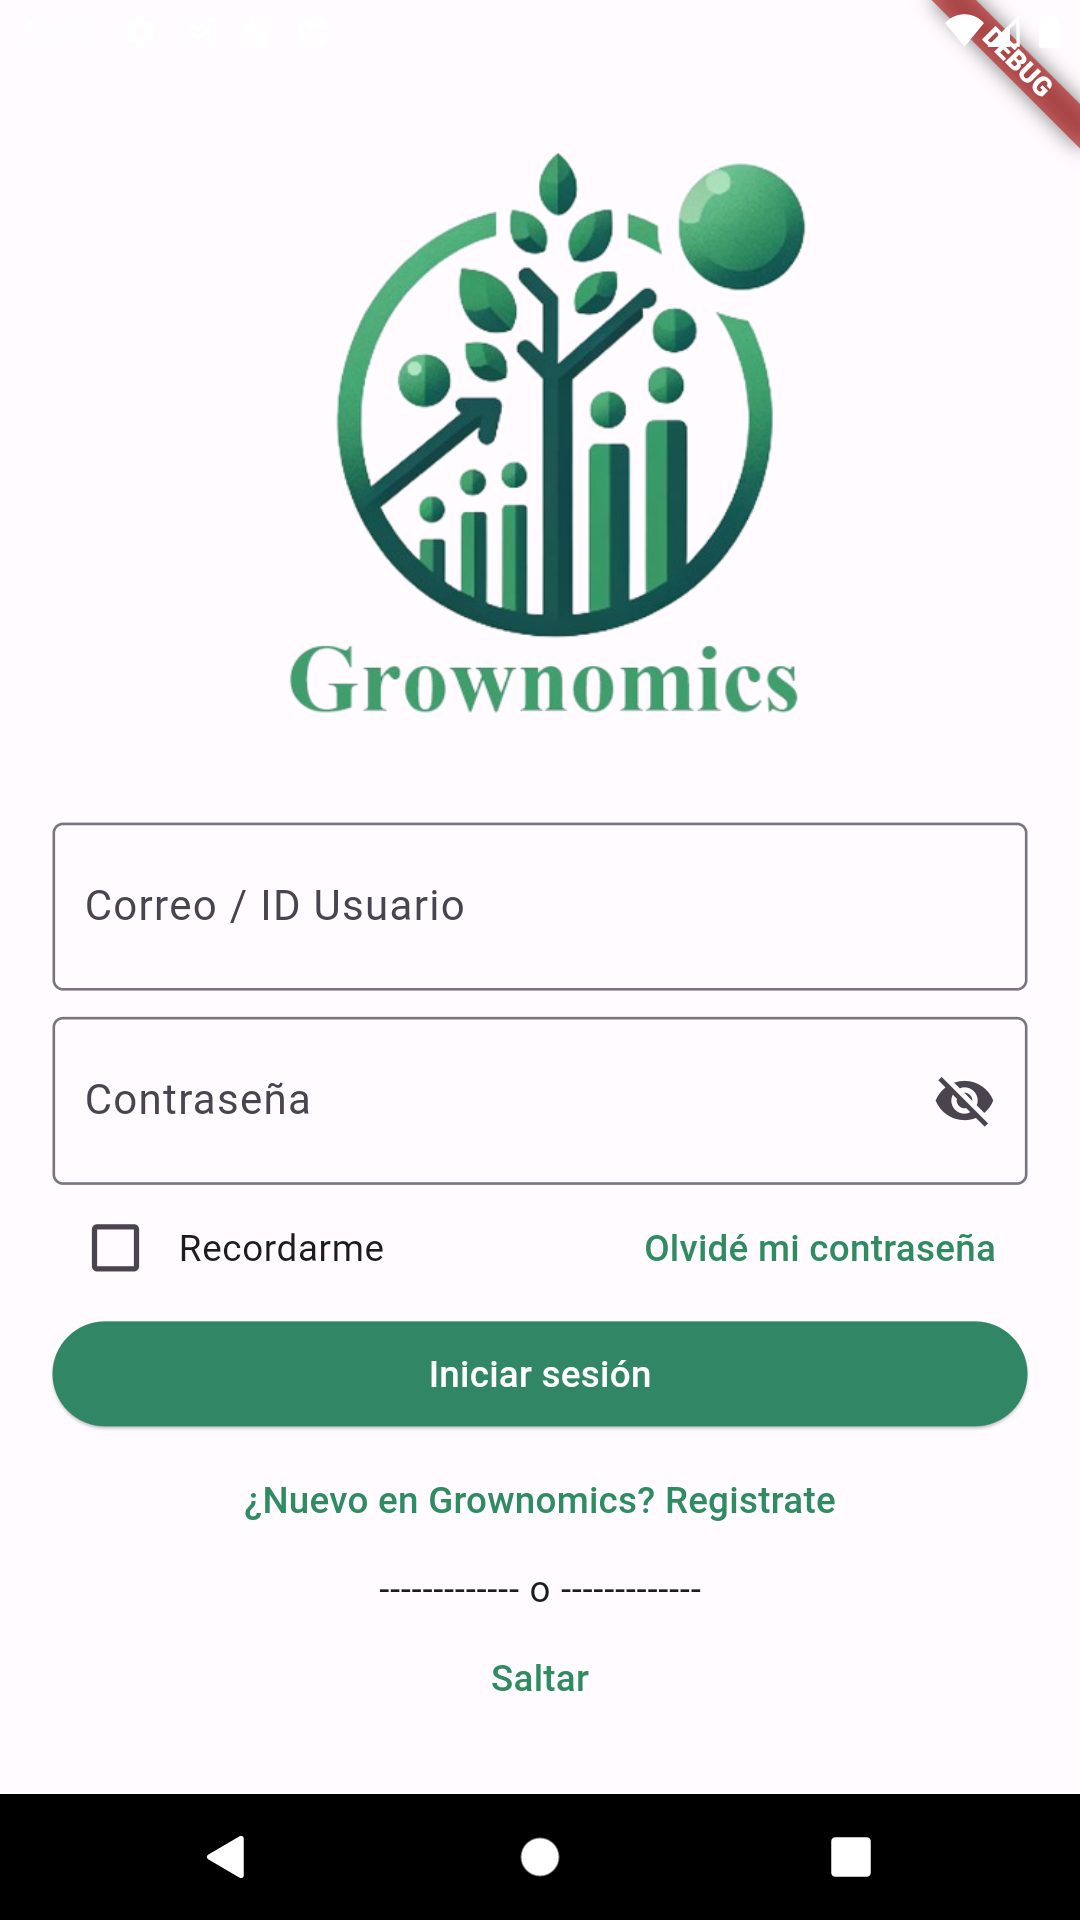 DEBUG
Grownomics
Correo / ID Usuario
Contraseña
Recordarme
Olvidé mi contraseña
Iniciar sesión
¿Nuevo en Grownomics? Registrate
------------- o -------------
Saltar